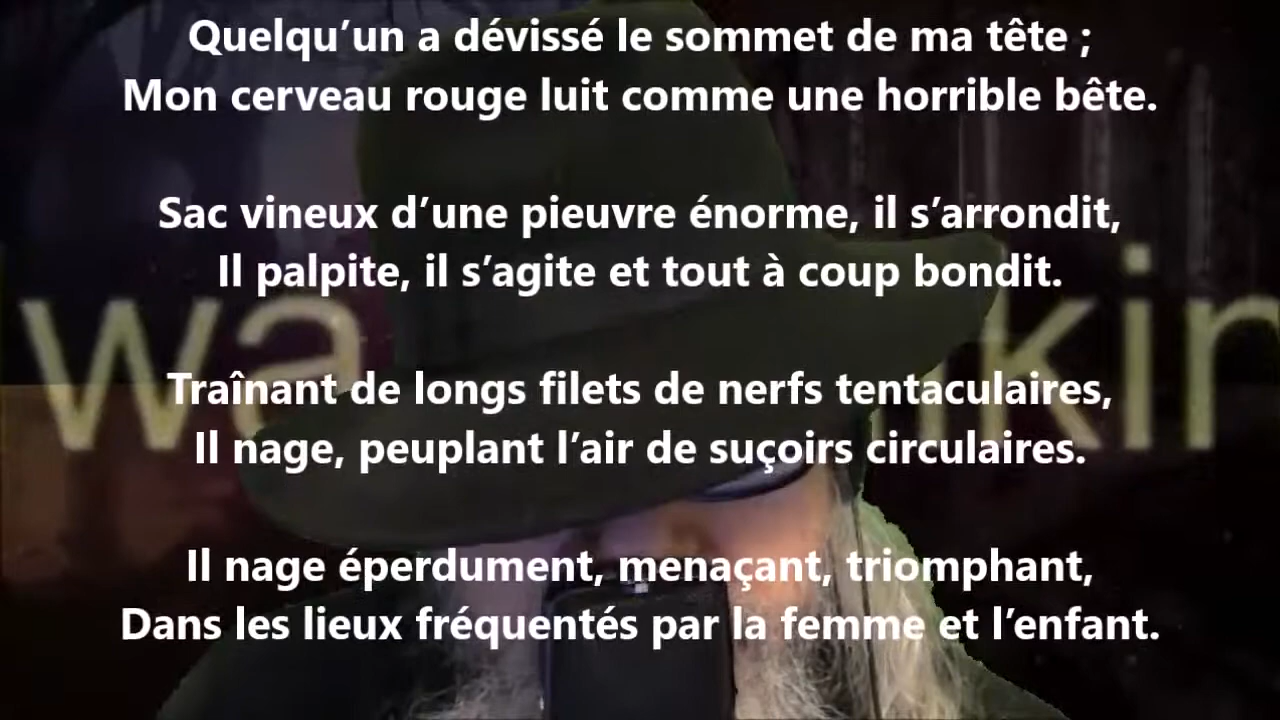 Quelqu’un a dévissé le sommet de ma tête ;
Mon cerveau rouge luit comme une horrible bête.
Sac vineux d’une pieuvre énorme, il s’arrondit,
Il palpite, il s’agite et tout à coup bondit.
wa kin
Traînant de longs filets de nerfs tentaculaires,
Il nage, peuplant l’air de suçoirs circulaires.
Il nage éperdument, menaçant, triomphant,
Dans les lieux fréquentés par la femme et l’enfant.